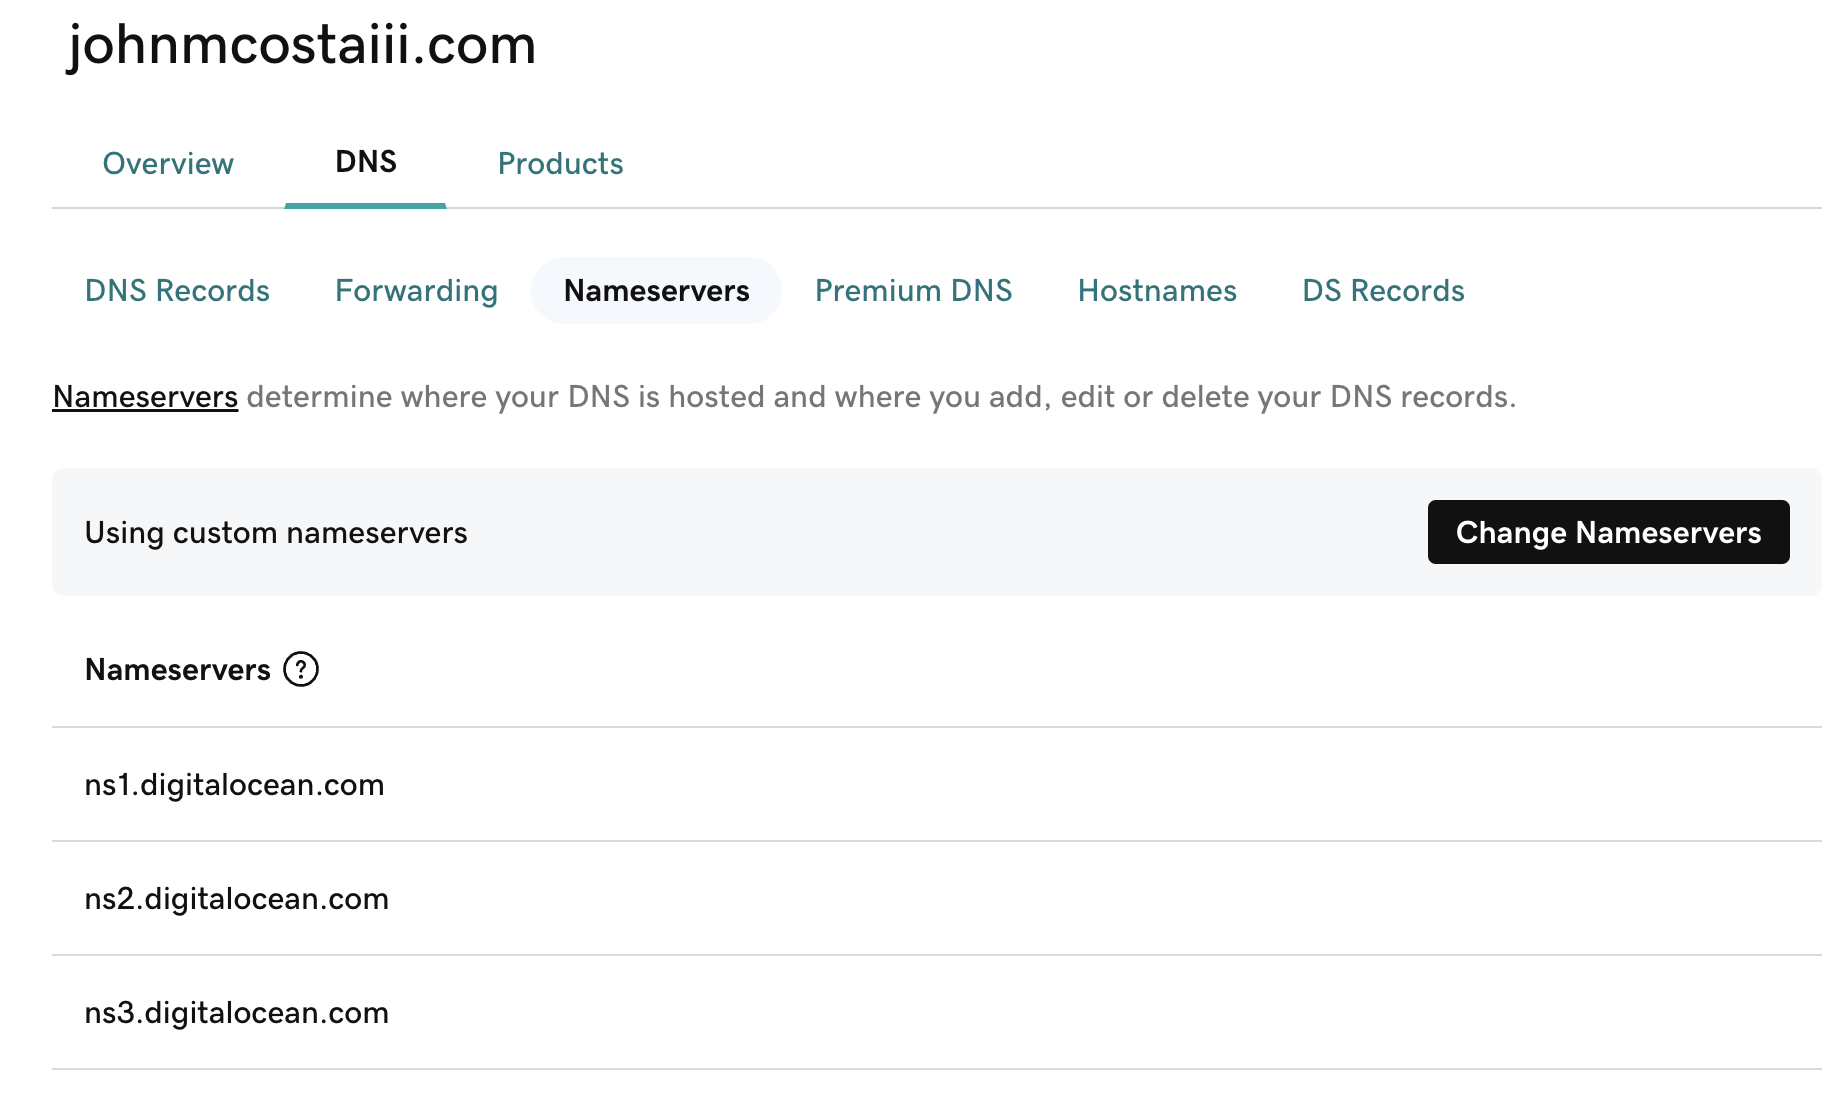 johnmcostaiii.com
Overview DNS Products
DNS Records Forwarding Nameservers Premium DNS Hostnames DS Records
Nameservers determine where your DNS is hosted and where you add, edit or delete your DNS records.
Using custom nameservers Change Nameservers
Nameservers ?
ns1.digitalocean.com
ns2.digitalocean.com
ns3.digitalocean.com